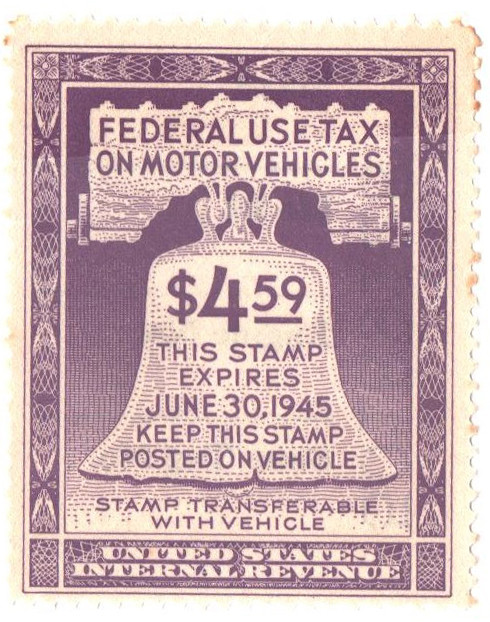 FEDERAL USE TAX
ON MOTOR VEHICLES
$4.59
THIS STAMP
EXPIRES
JUNE 30, 1945
KEEP THIS STAMP
POSTED ON VEHICLE
STAMP TRANSFERABLE
WITH VEHICLE
UNITED STATES
INTERNAL REVENUE